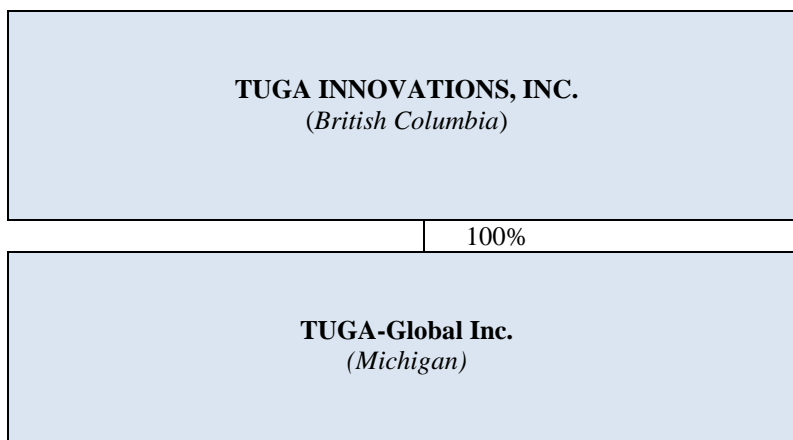 TUGA INNOVATIONS, INC.
(British Columbia)
100%
TUGA-Global Inc.
(Michigan)